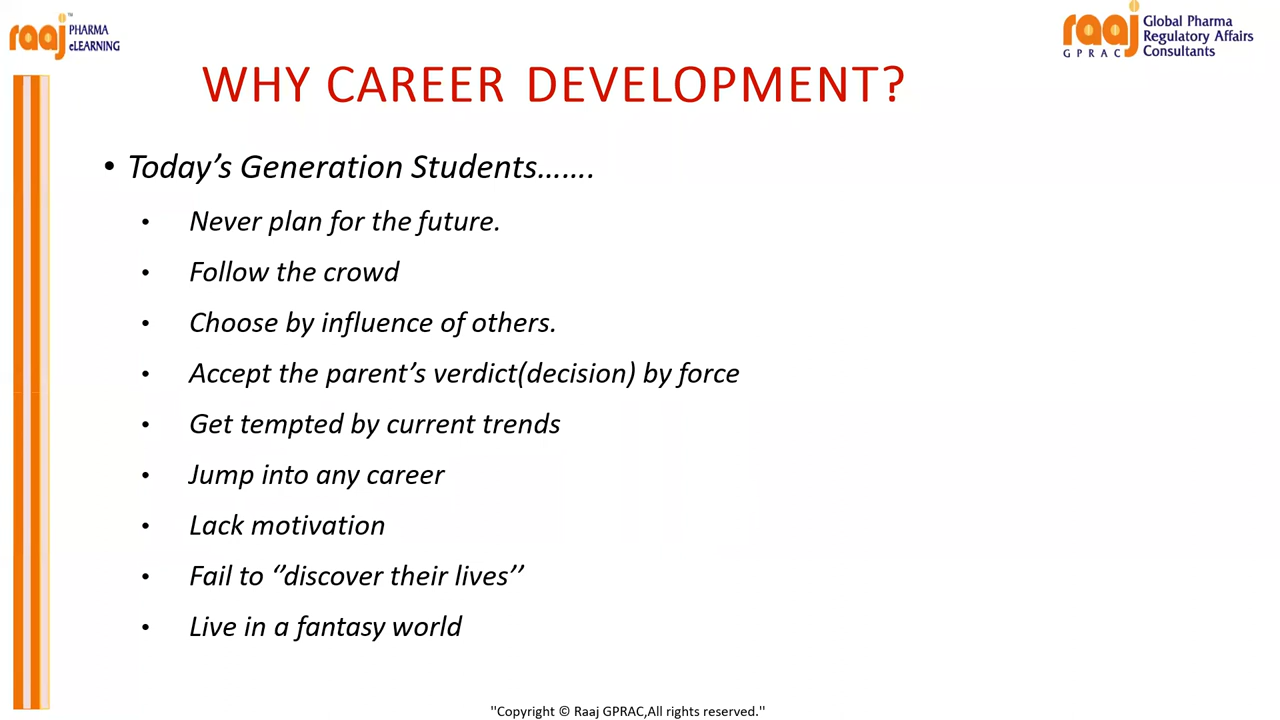 raaj PHARMA
eLEARNING
raaj Global Pharma
Regulatory Affairs
GPRAC Consultants
WHY CAREER DEVELOPMENT?
• Today’s Generation Students.......
• Never plan for the future.
• Follow the crowd
• Choose by influence of others.
• Accept the parent’s verdict(decision) by force
• Get tempted by current trends
• Jump into any career
• Lack motivation
• Fail to ‘’discover their lives’’
• Live in a fantasy world
"Copyright © Raaj GPRAC,All rights reserved."